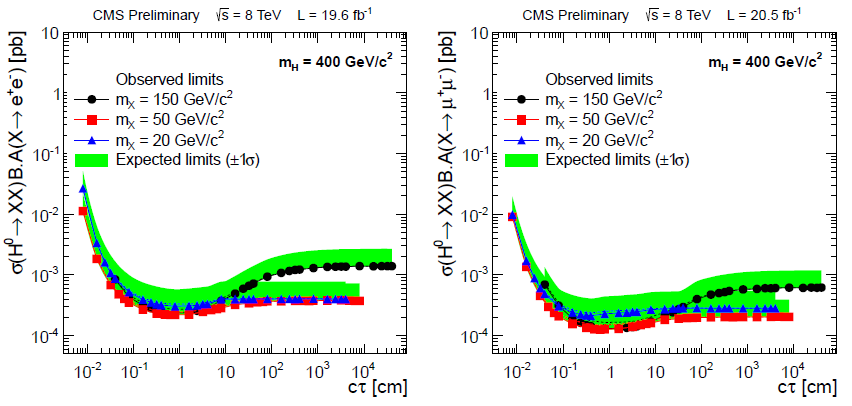 CMS Preliminary √s = 8 TeV L = 19.6 fb⁻¹
σ(H⁰→ XX)B.A(X→ e⁺e⁻) [pb]
m_H = 400 GeV/c²
Observed limits
m_X = 150 GeV/c²
m_X = 50 GeV/c²
m_X = 20 GeV/c²
Expected limits (±1σ)
10
1
10⁻¹
10⁻²
10⁻³
10⁻⁴
10⁻² 10⁻¹ 1 10 10² 10³ 10⁴
cτ [cm]
CMS Preliminary √s = 8 TeV L = 20.5 fb⁻¹
σ(H⁰→ XX)B.A(X→ μ⁺μ⁻) [pb]
m_H = 400 GeV/c²
Observed limits
m_X = 150 GeV/c²
m_X = 50 GeV/c²
m_X = 20 GeV/c²
Expected limits (±1σ)
10
1
10⁻¹
10⁻²
10⁻³
10⁻⁴
10⁻² 10⁻¹ 1 10 10² 10³ 10⁴
cτ [cm]